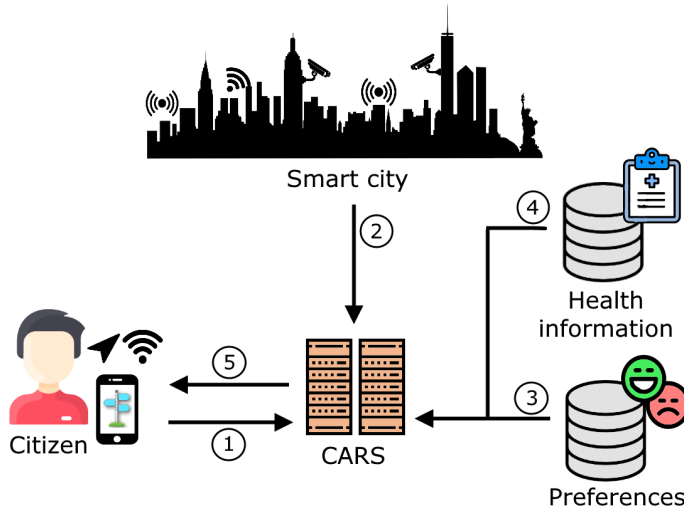 Smart city
2
4
Health
information
5
3
1
Citizen
CARS
Preferences